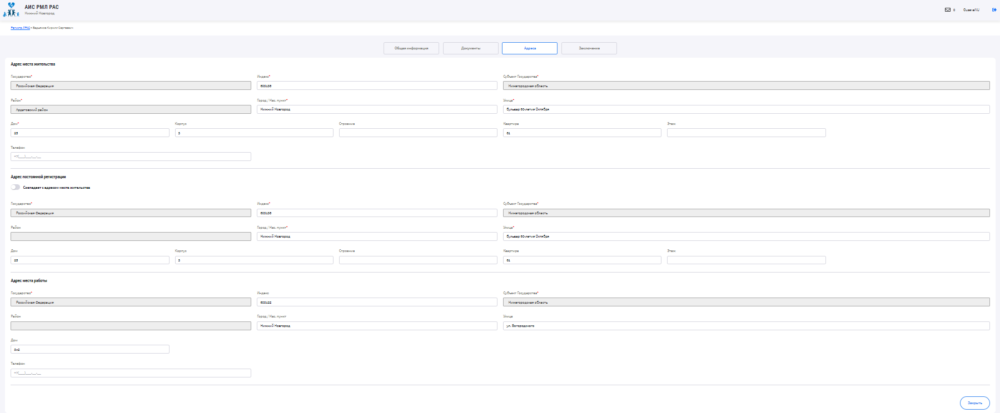 АИС РМЛ РАС
Нижний Новгород
0 GusevaNU
Регистр ЛРАС » Вадьянов Кирилл Сергеевич
Общая информация Документы Адреса Заключение
Адрес места жительства
Государство* Индекс* Субъект Государства*
Российская Федерация 603136 Нижегородская область
Район* Город / Нас. пункт* Улица*
Ардатовский район Нижний Новгород бульвар 60-летия Октября
Дом* Корпус Строение Квартира Этаж
25 3 61
Телефон
+7(___)___-__-__
Адрес постоянной регистрации
Совпадает с адресом места жительства
Государство* Индекс* Субъект Государства*
Российская Федерация 603136 Нижегородская область
Район Город / Нас. пункт* Улица*
Нижний Новгород бульвар 60-летия Октября
Дом Корпус Строение Квартира Этаж
25 3 61
Адрес места работы
Государство* Индекс Субъект Государства*
Российская Федерация 603122 Нижегородская область
Район Город / Нас. пункт Улица
Нижний Новгород ул. Богородского
Дом
5к2
Телефон
+7(___)___-__-__
Закрыть